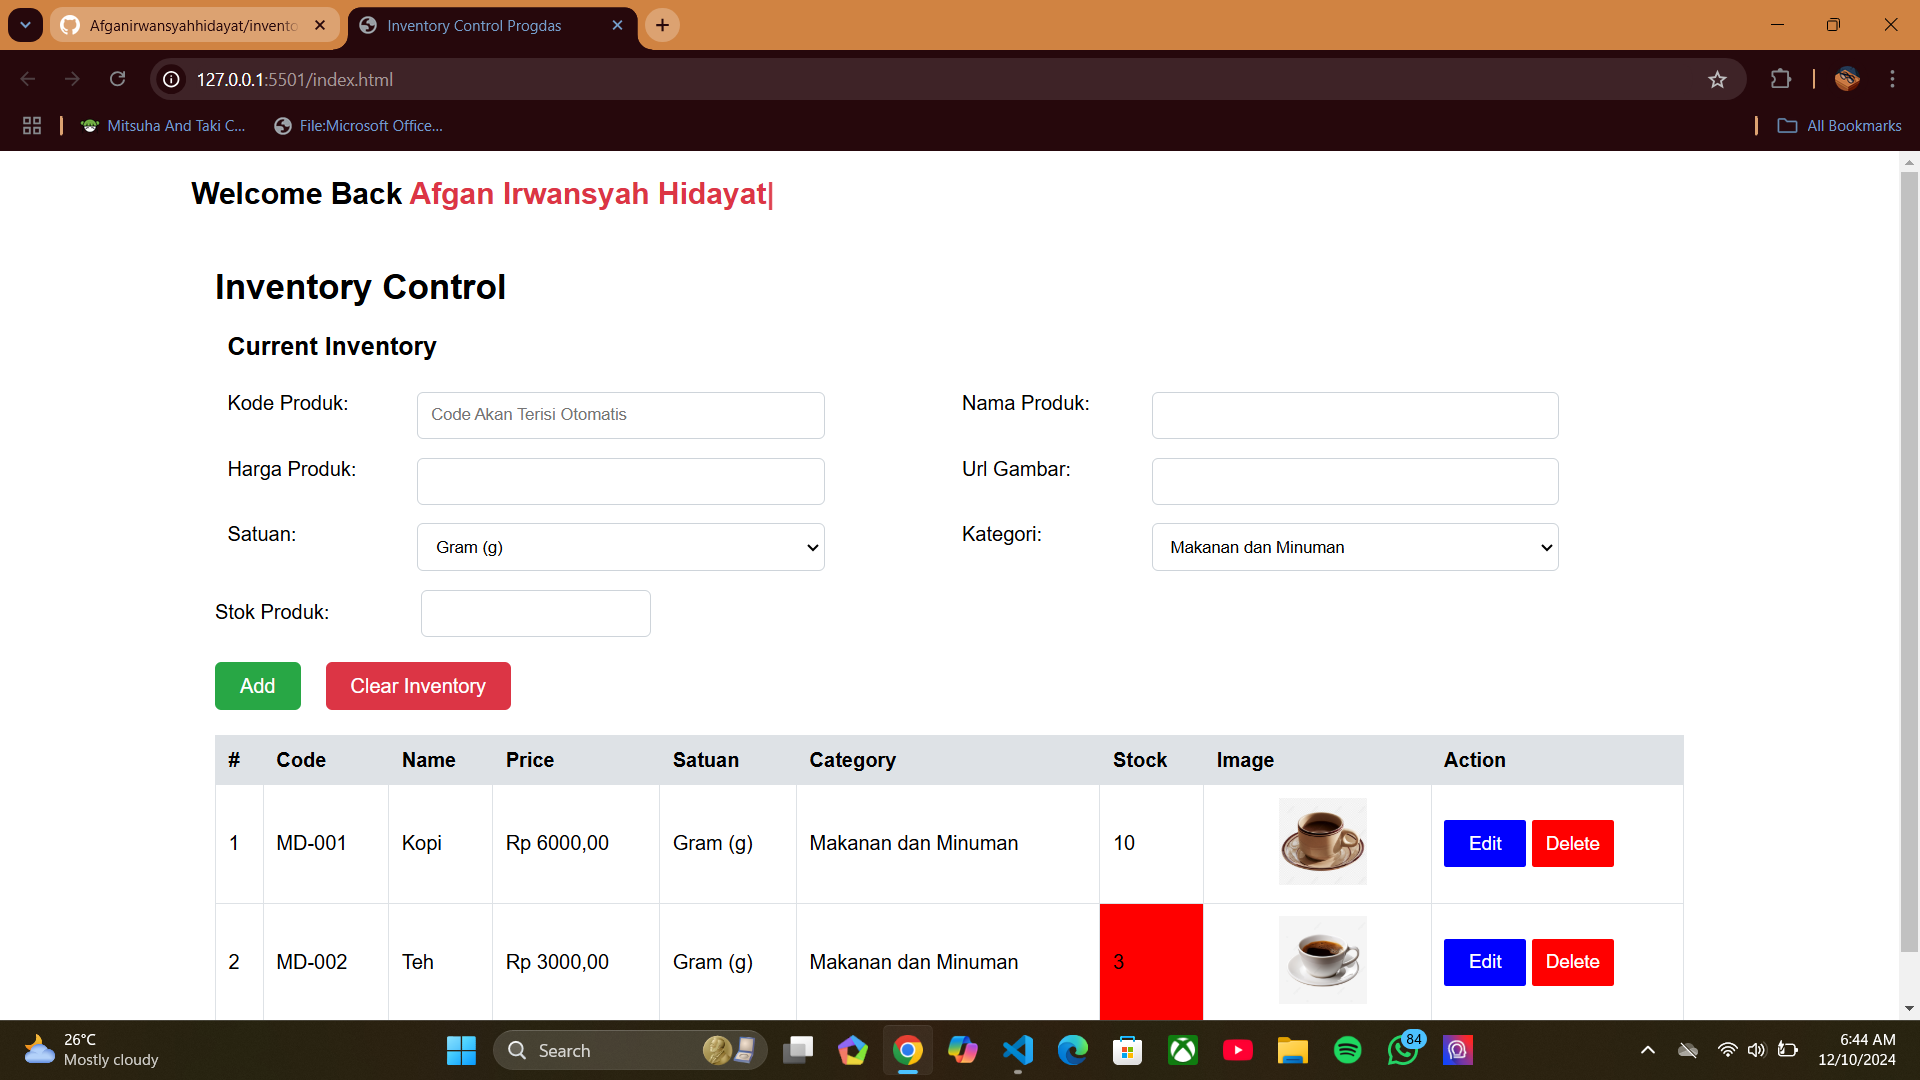 Afganirwansyahhidayat/invento
Inventory Control Progdas
127.0.0.1:5501/index.html
Mitsuha And Taki C...
File:Microsoft Office...
All Bookmarks
Welcome Back Afgan Irwansyah Hidayat|
Inventory Control
Current Inventory
Kode Produk: Code Akan Terisi Otomatis Nama Produk:
Harga Produk: Url Gambar:
Satuan: Gram (g) Kategori: Makanan dan Minuman
Stok Produk:
Add Clear Inventory
# Code Name Price Satuan Category Stock Image Action
1 MD-001 Kopi Rp 6000,00 Gram (g) Makanan dan Minuman 10 Edit Delete
2 MD-002 Teh Rp 3000,00 Gram (g) Makanan dan Minuman 3 Edit Delete
26°C
Mostly cloudy
Search
84
6:44 AM
12/10/2024